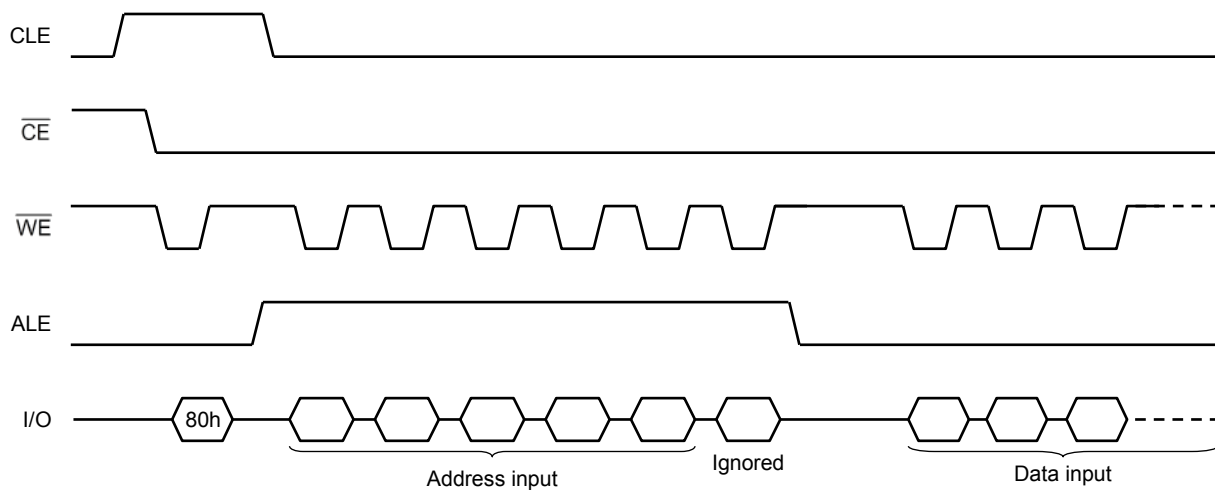 CLE
CE
WE
ALE
I/O
80h
Address input
Ignored
Data input